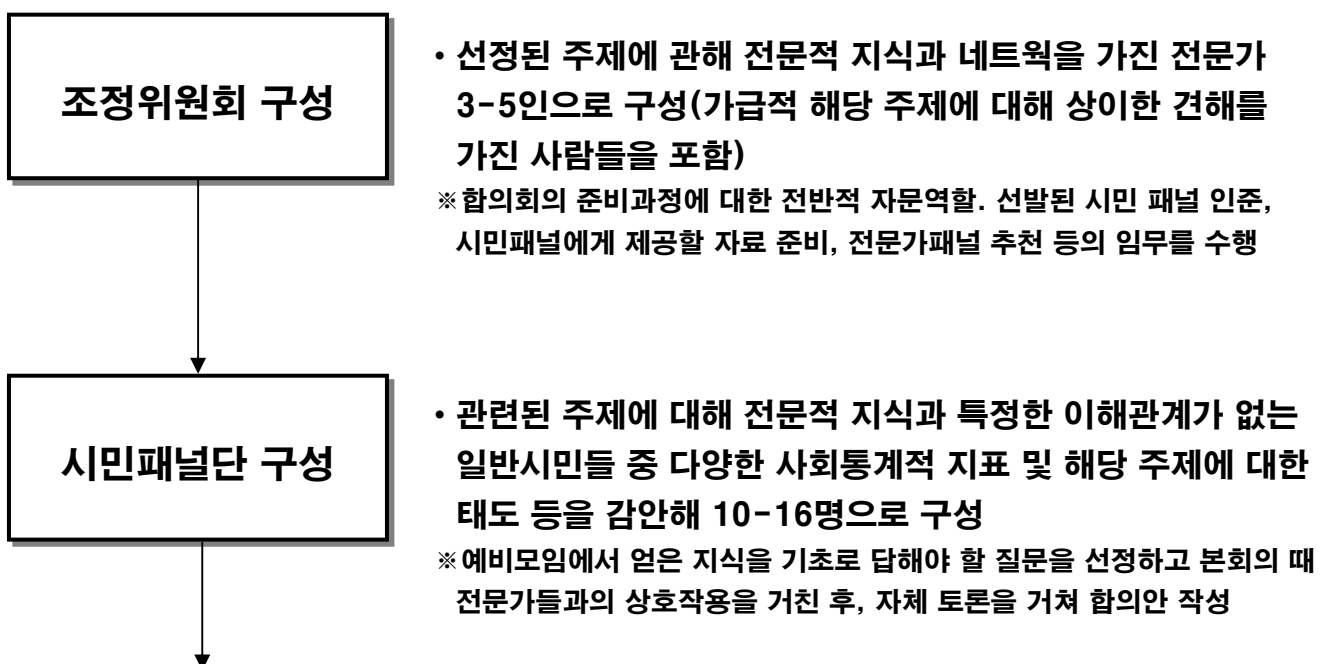 조정위원회 구성
• 선정된 주제에 관해 전문적 지식과 네트웍을 가진 전문가
3-5인으로 구성(가급적 해당 주제에 대해 상이한 견해를
가진 사람들을 포함)
※합의회의 준비과정에 대한 전반적 자문역할. 선발된 시민 패널 인준,
시민패널에게 제공할 자료 준비, 전문가패널 추천 등의 임무를 수행
시민패널단 구성
• 관련된 주제에 대해 전문적 지식과 특정한 이해관계가 없는
일반시민들 중 다양한 사회통계적 지표 및 해당 주제에 대한
태도 등을 감안해 10-16명으로 구성
※예비모임에서 얻은 지식을 기초로 답해야 할 질문을 선정하고 본회의 때
전문가들과의 상호작용을 거친 후, 자체 토론을 거쳐 합의안 작성